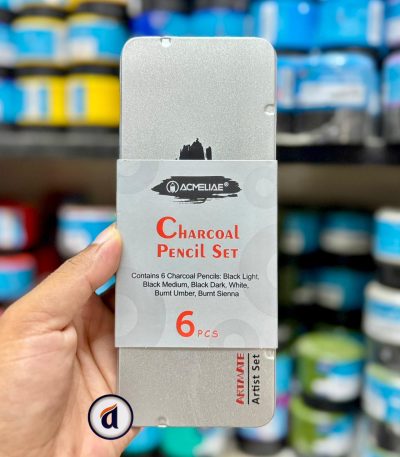 ACMELIAE®
CHARCOAL
PENCIL SET
Contains 6 Charcoal Pencils: Black Light,
Black Medium, Black Dark, White,
Burnt Umber, Burnt Sienna
6 PCS
ARTMATE
Artist Set
a